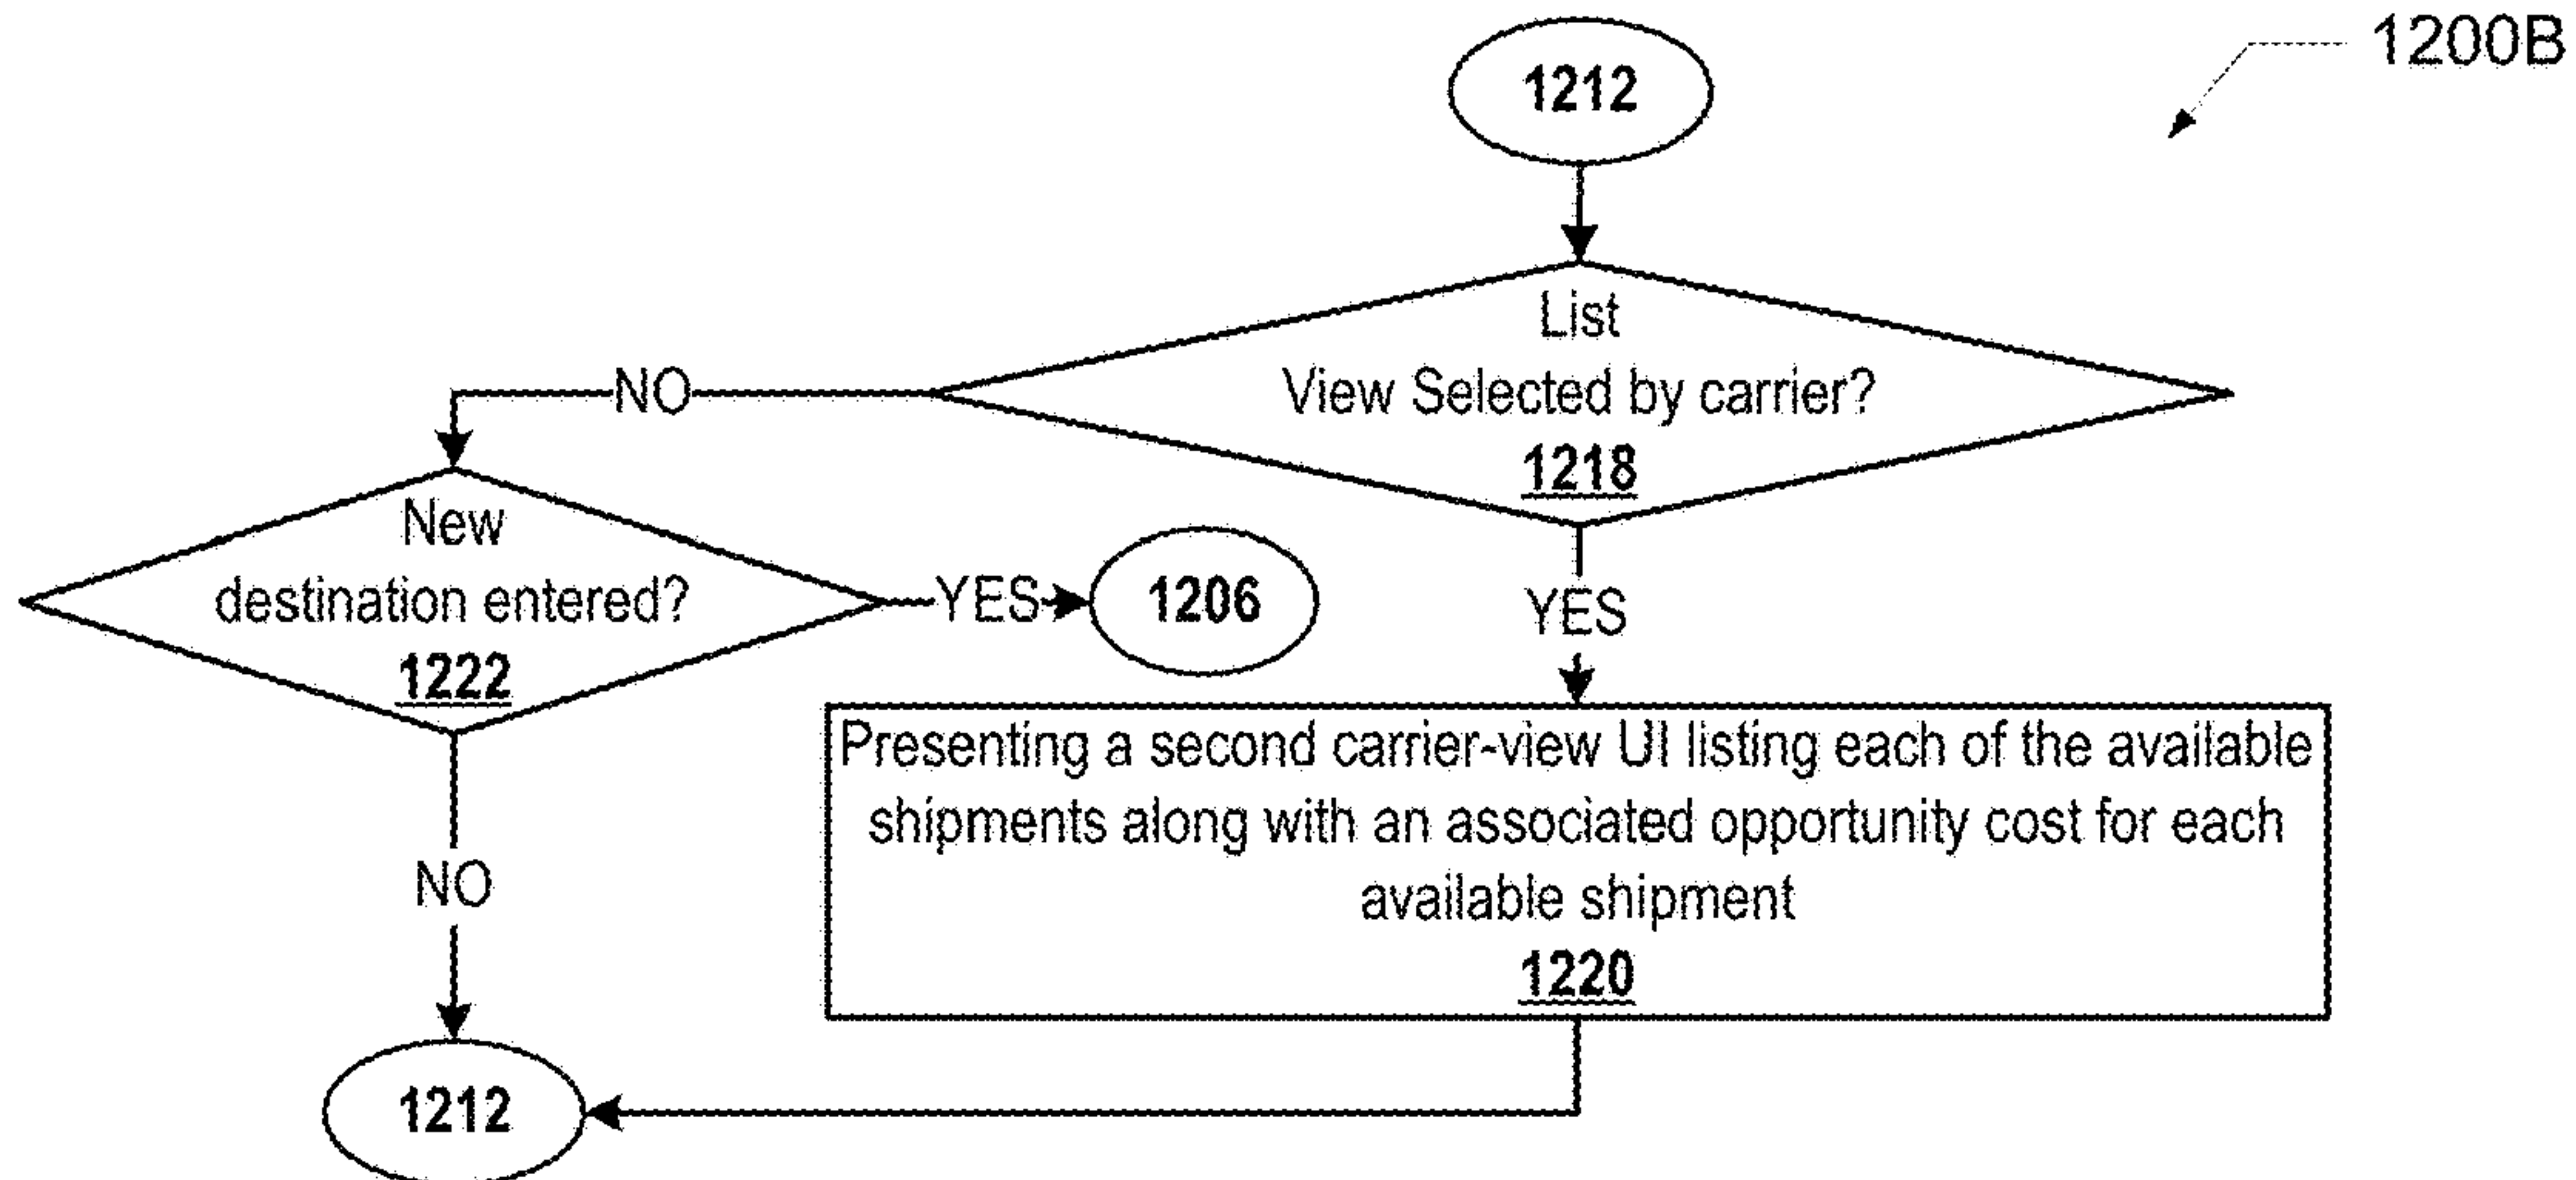 1200B
1212
List
View Selected by carrier?
1218
NO
New
destination entered?
1222
YES
1206
YES
Presenting a second carrier-view UI listing each of the available
shipments along with an associated opportunity cost for each
available shipment
1220
NO
1212